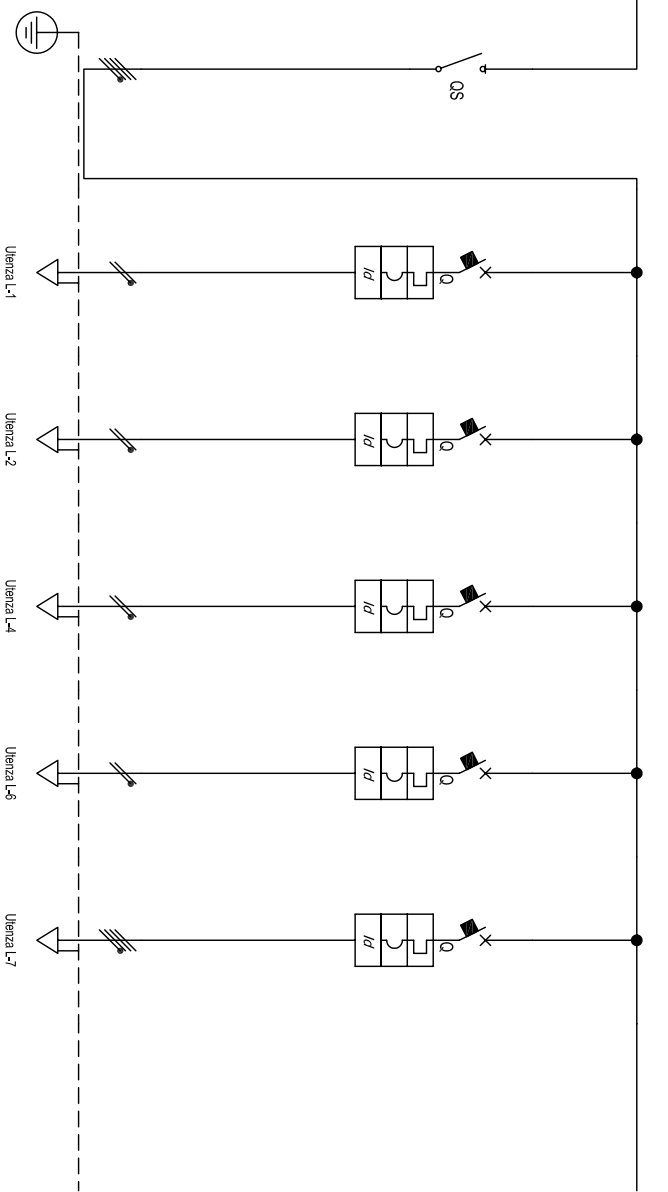 QS
Q
Id
Utenza L-1
Q
Id
Utenza L-2
Q
Id
Utenza L-4
Q
Id
Utenza L-6
Q
Id
Utenza L-7